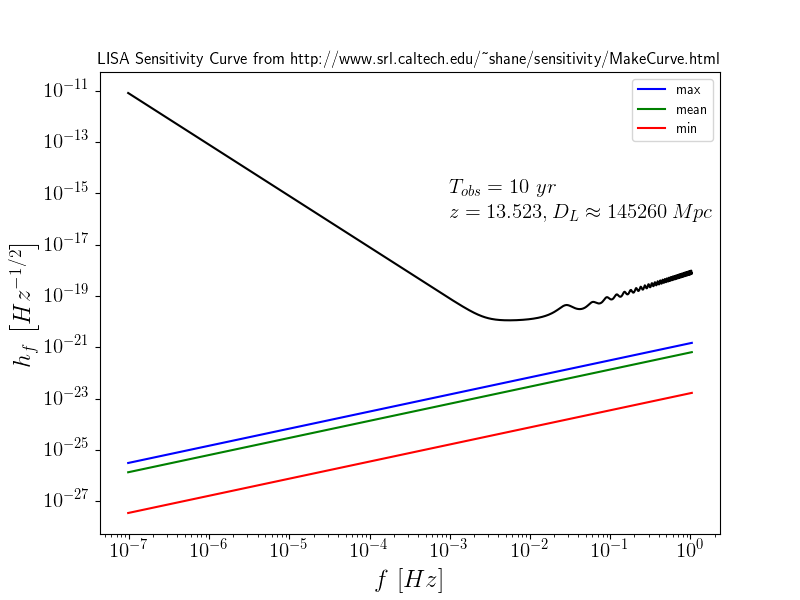 LISA Sensitivity Curve from http://www.srl.caltech.edu/~shane/sensitivity/MakeCurve.html
max
mean
min
T_{obs} = 10 yr
z = 13.523, D_L ≈ 145260 Mpc
h_f [Hz^{-1/2}]
10^{-11}
10^{-13}
10^{-15}
10^{-17}
10^{-19}
10^{-21}
10^{-23}
10^{-25}
10^{-27}
10^{-7} 10^{-6} 10^{-5} 10^{-4} 10^{-3} 10^{-2} 10^{-1} 10^{0}
f [Hz]